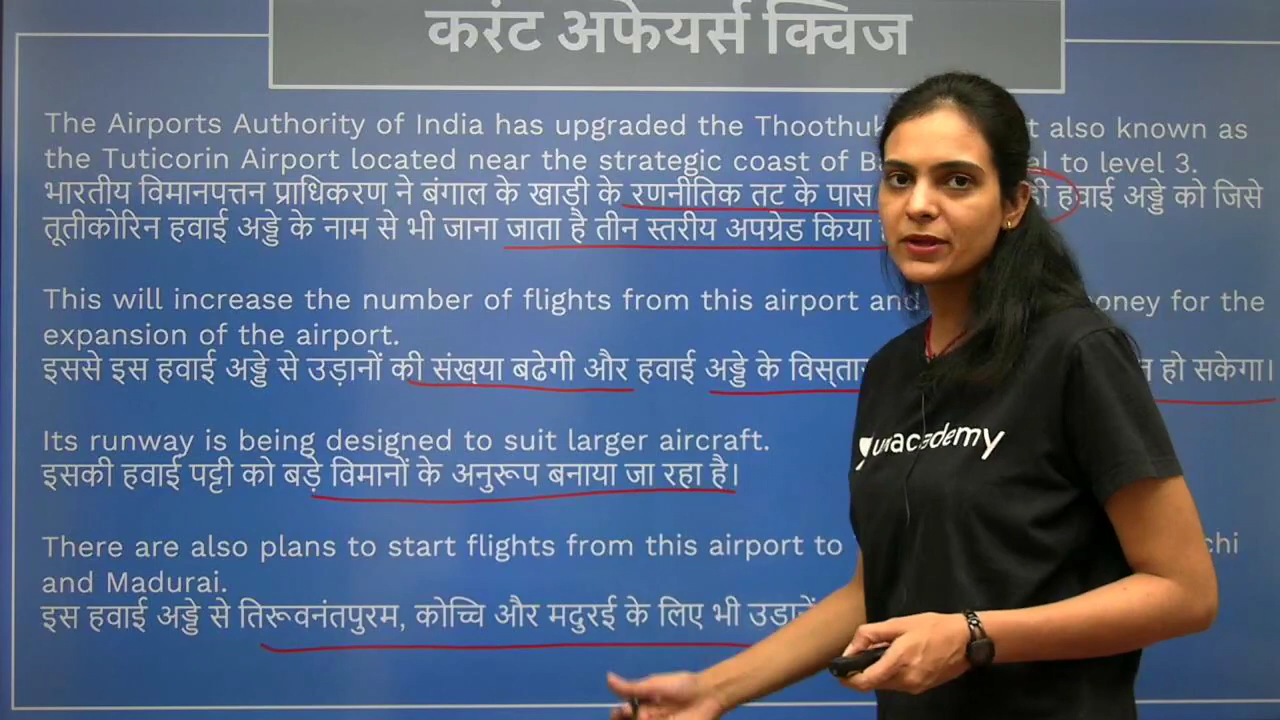 करंट अफेयर्स क्विज
The Airports Authority of India has upgraded the t also known as
the Tuticorin Airport located near the strategic coast of to level 3.
भारतीय विमानपत्तन प्राधिकरण ने बंगाल के खाड़ी के रणनीतिक तट के पास हवाई अड्डे को जिसे
तूतीकोरिन हवाई अड्डे के नाम से भी जाना जाता है तीन स्तरीय अपग्रेड किया
This will increase the number of flights from this airport and for the
expansion of the airport.
इससे इस हवाई अड्डे से उड़ानों की संख्या बढेगी और हवाई अड्डे के हो सकेगा।
Its runway is being designed to suit larger aircraft.
इसकी हवाई पट्टी को बड़े विमानों के अनुरूप बनाया जा रहा है।
There are also plans to start flights from this airport to
and Madurai.
इस हवाई अड्डे से तिरूवनंतपुरम, कोच्चि और मदुरई के लिए भी
unacademy